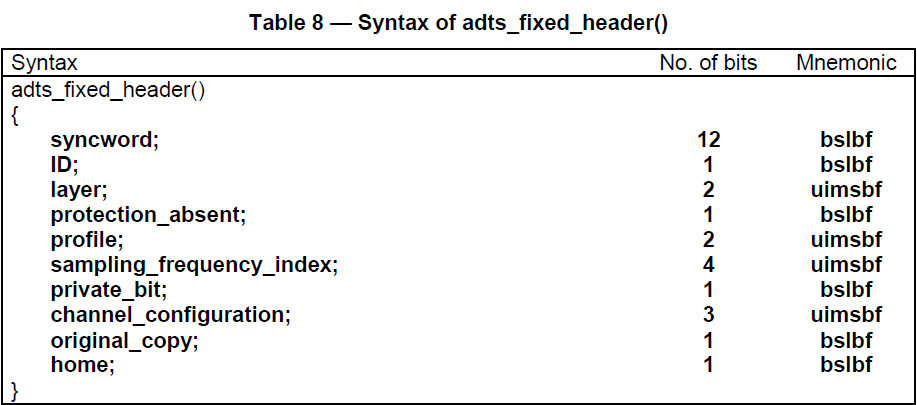 Table 8 — Syntax of adts_fixed_header()
Syntax No. of bits Mnemonic
adts_fixed_header()
{
syncword; 12 bslbf
ID; 1 bslbf
layer; 2 uimsbf
protection_absent; 1 bslbf
profile; 2 uimsbf
sampling_frequency_index; 4 uimsbf
private_bit; 1 bslbf
channel_configuration; 3 uimsbf
original_copy; 1 bslbf
home; 1 bslbf
}